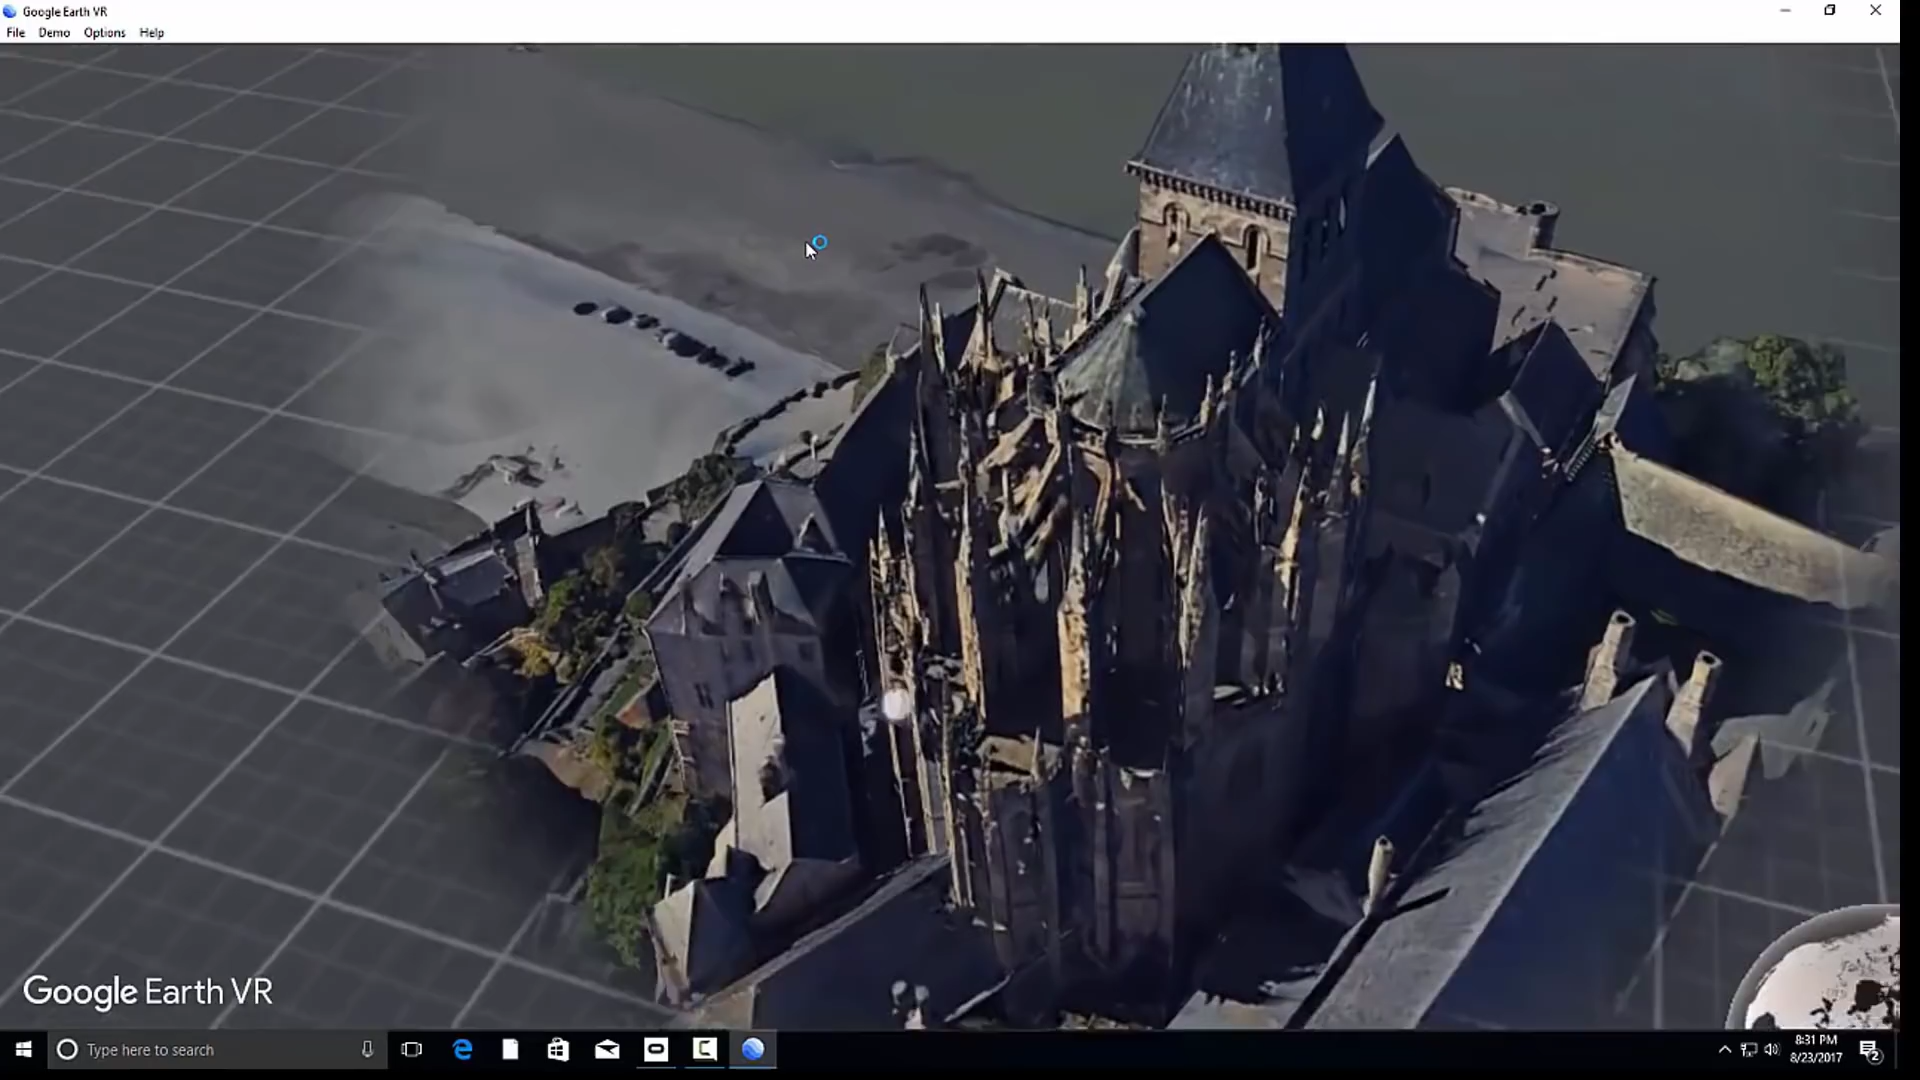 Google Earth VR
File Demo Options Help
Google Earth VR
Type here to search
8:31 PM
8/23/2017
2